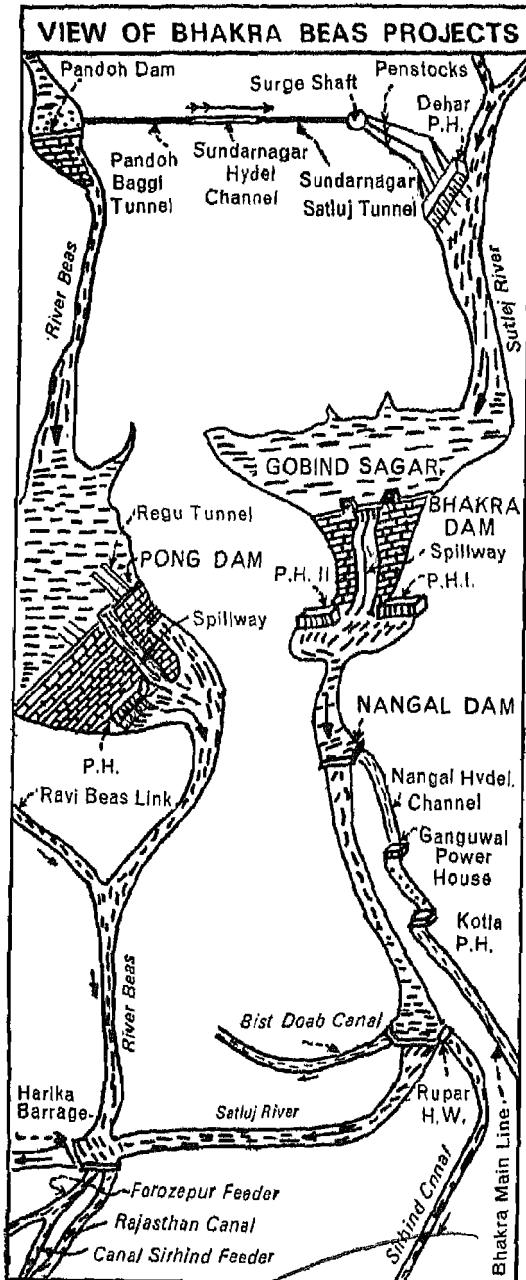 VIEW OF BHAKRA BEAS PROJECTS
Pandoh Dam
Surge Shaft
Penstocks
Dehar
P.H.
Pandoh
Baggi
Tunnel
Sundarnagar
Hydel
Channel
Sundarnagar
Satluj Tunnel
River Beas
Sutlej River
GOBIND SAGAR
BHAKRA
DAM
Spillway
P.H. II
P.H.I.
Regu Tunnel
PONG DAM
Spillway
P.H.
NANGAL DAM
Nangal Hydel.
Channel
Ravi Beas Link
Ganguwal
Power
House
Kotla
P.H.
River Beas
Bist Doab Canal
Harika
Barrage
Satluj River
Rupar
H.W.
Sirhind Cnnal
Bhakra Main Line
Forozepur Feeder
Rajasthan Canal
Canal Sirhind Feeder